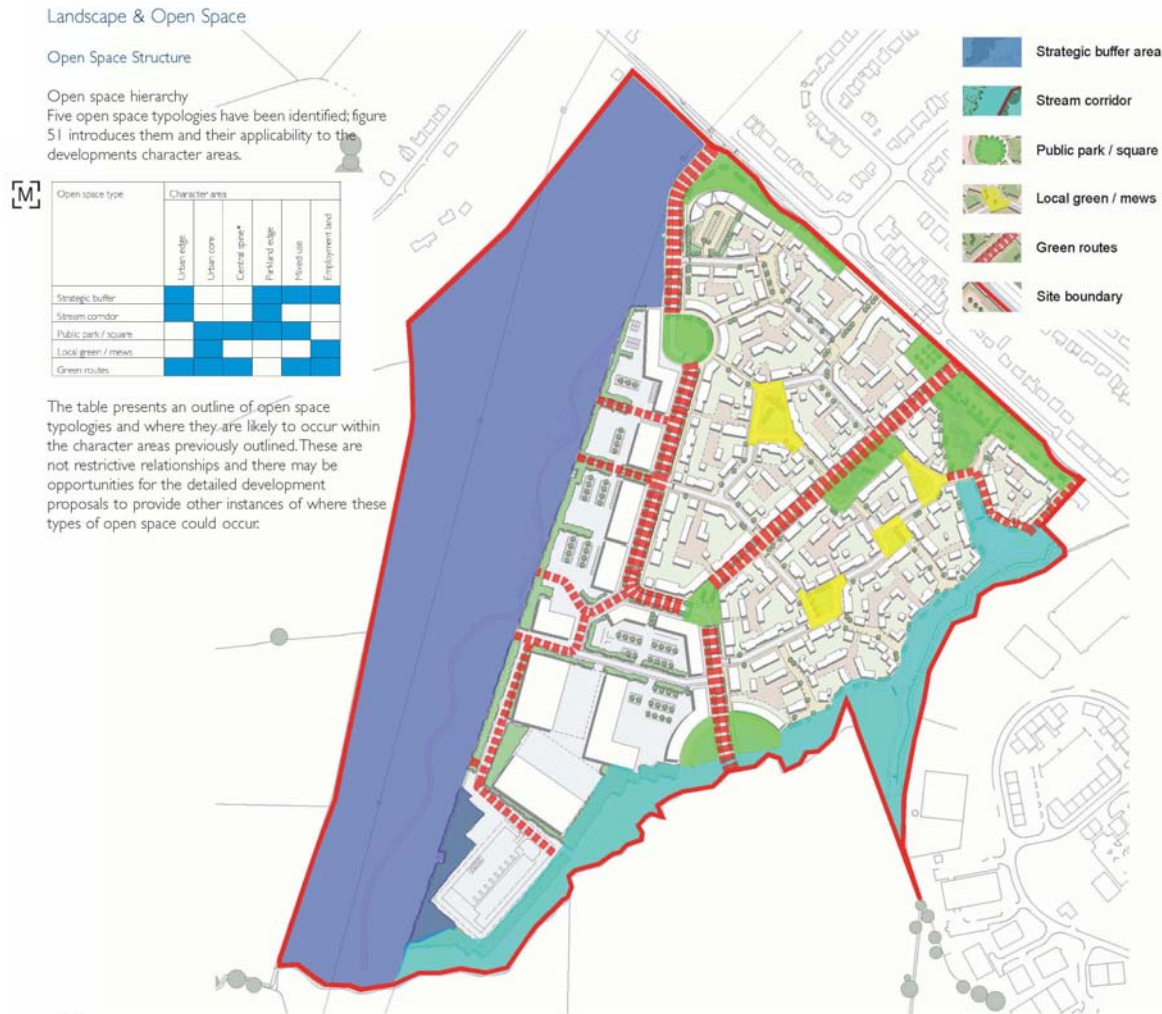 Landscape & Open Space
Open Space Structure
Open space hierarchy
Five open space typologies have been identified; figure
51 introduces them and their applicability to the
developments character areas.
[M]
Open space type
Character area
Urban edge
Urban core
Central spine*
Parkland edge
Mixed use
Employment land
Strategic buffer
Stream corridor
Public park / square
Local green / mews
Green routes
The table presents an outline of open space
typologies and where they are likely to occur within
the character areas previously outlined. These are
not restrictive relationships and there may be
opportunities for the detailed development
proposals to provide other instances of where these
types of open space could occur.
Strategic buffer area
Stream corridor
Public park / square
Local green / mews
Green routes
Site boundary